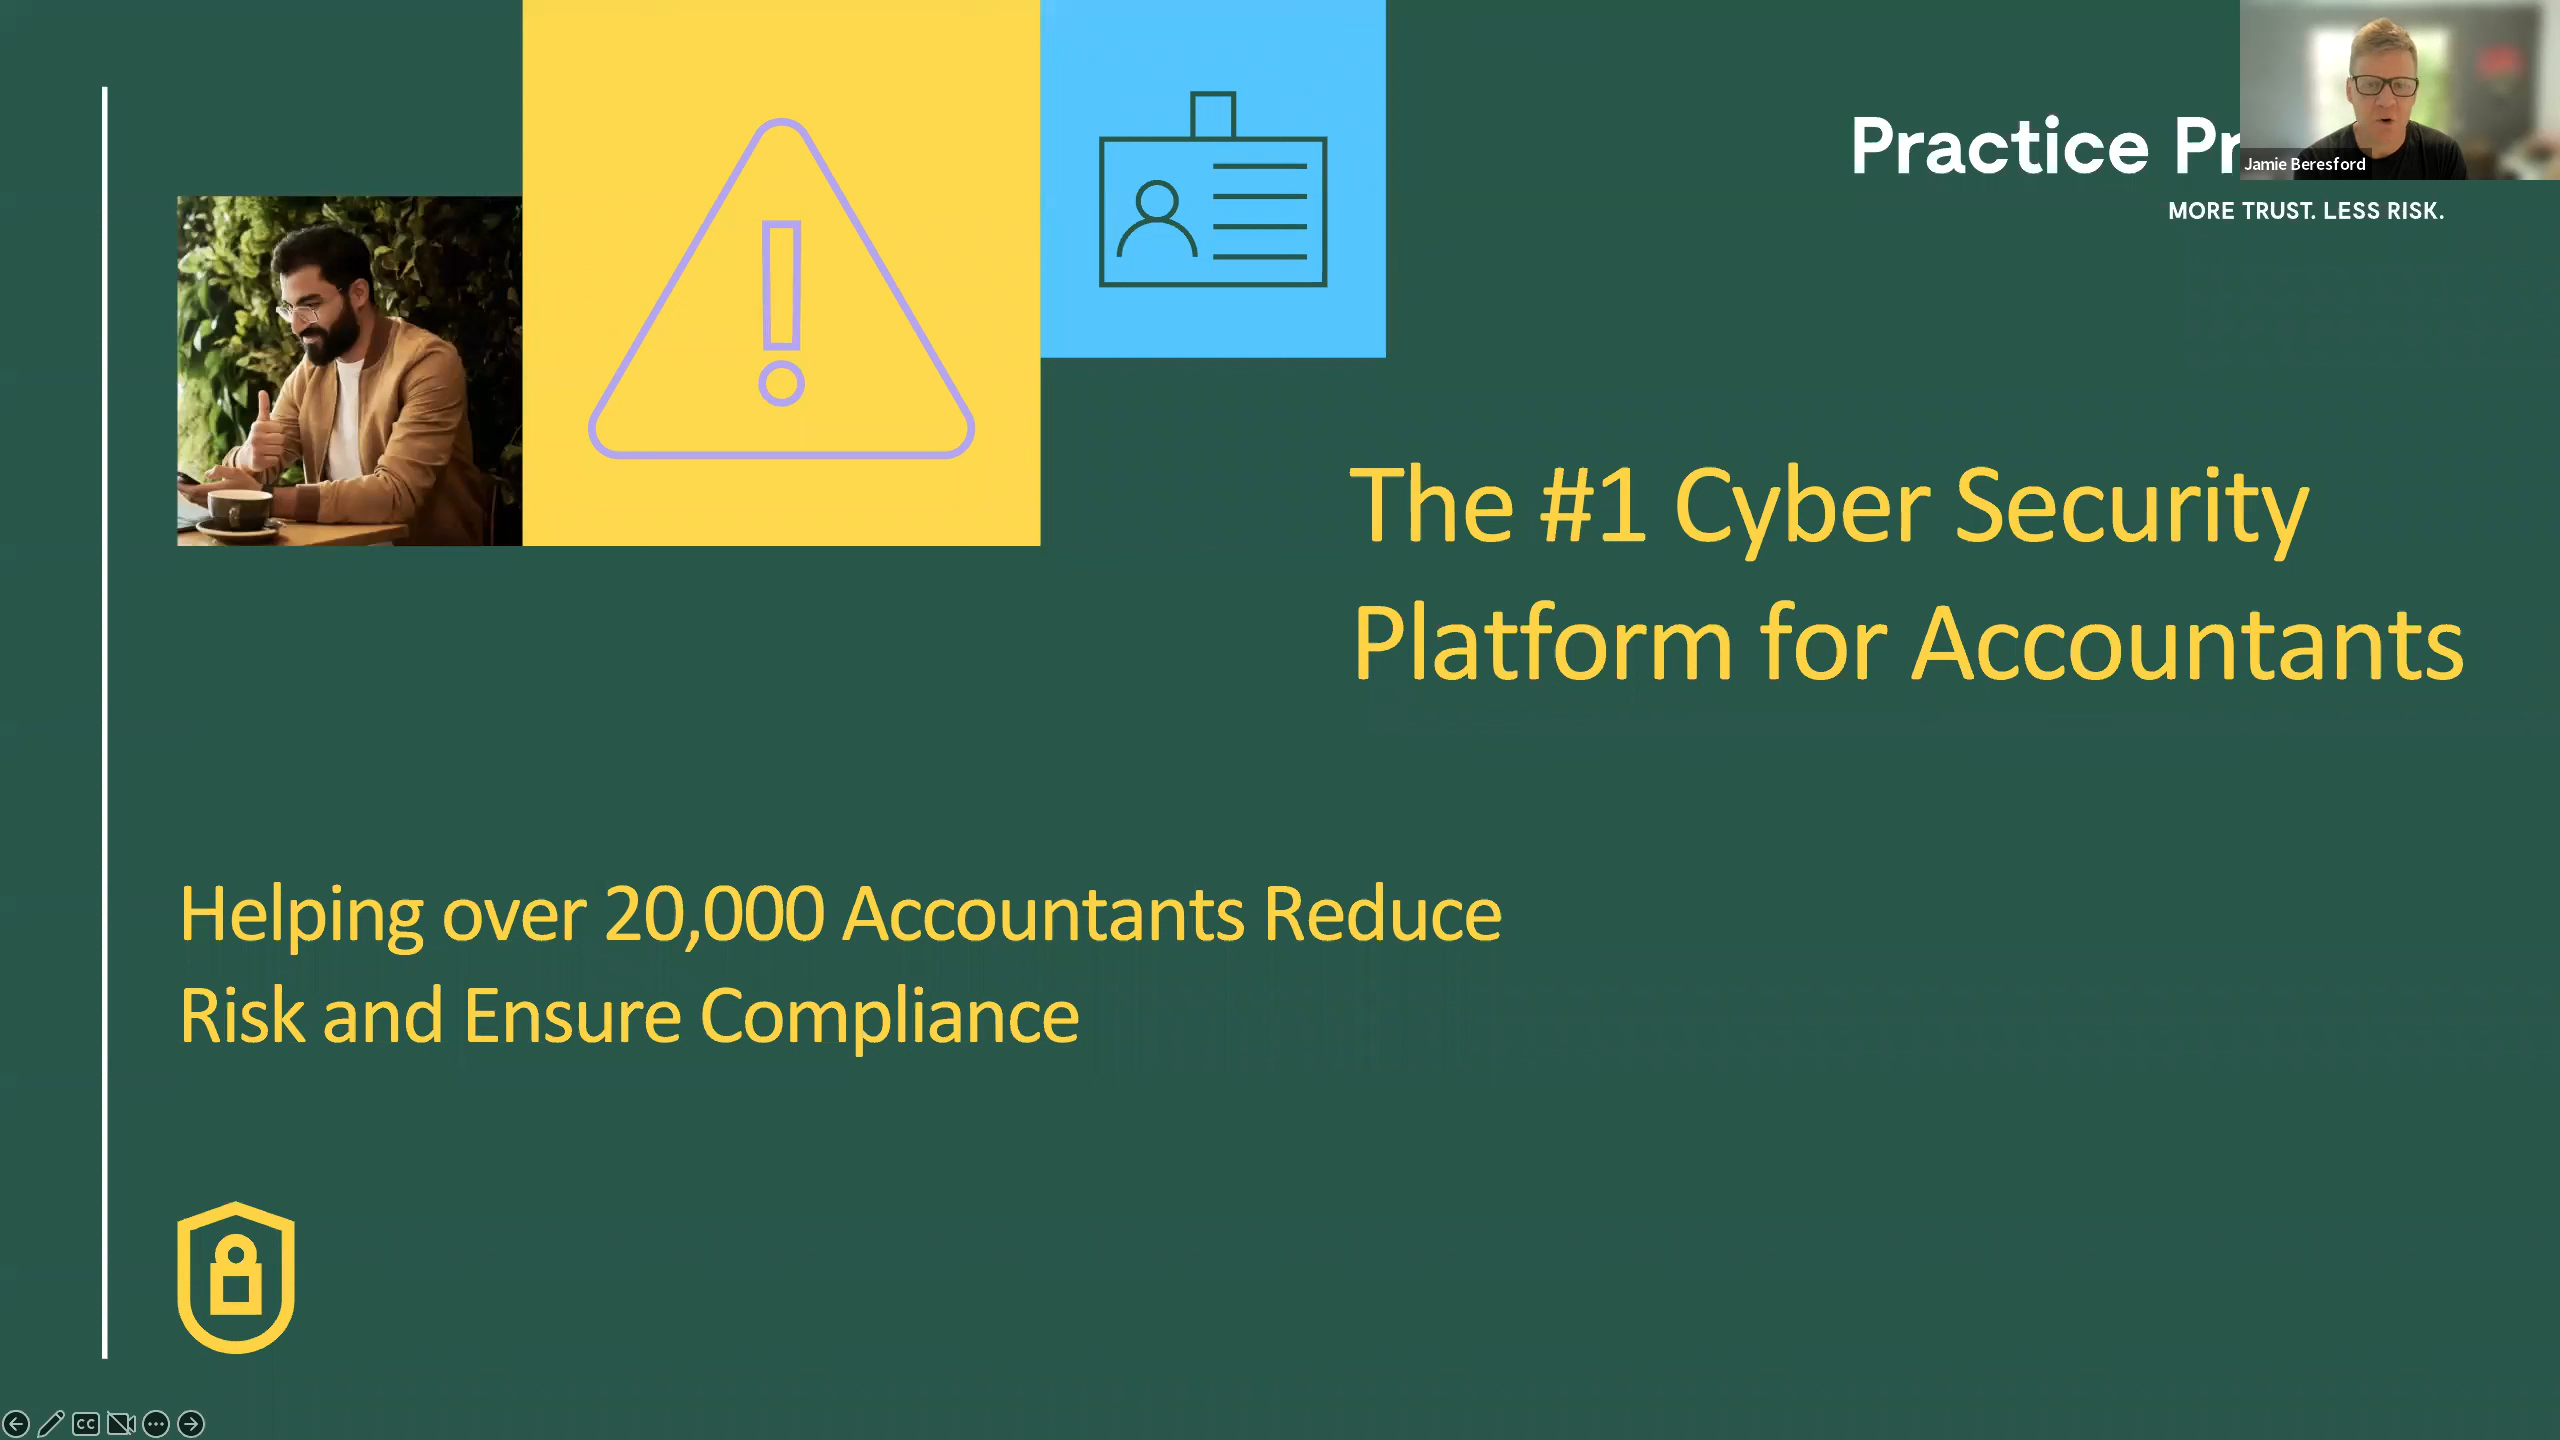 Practice Pr
Jamie Beresford
MORE TRUST. LESS RISK.
The #1 Cyber Security
Platform for Accountants
Helping over 20,000 Accountants Reduce
Risk and Ensure Compliance
CC